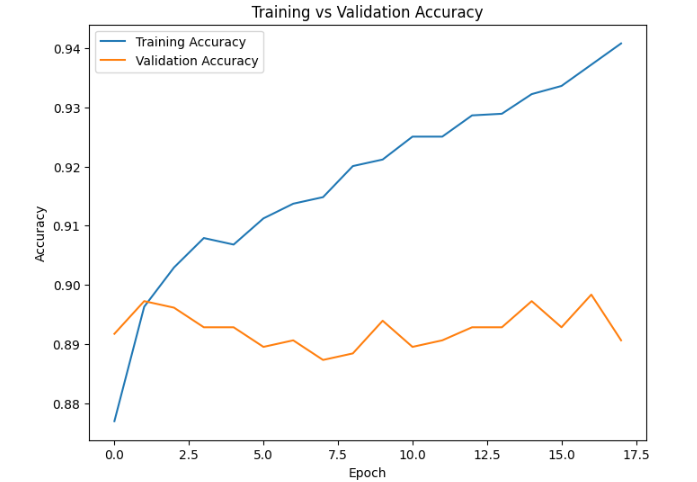 Training vs Validation Accuracy
Training Accuracy
Validation Accuracy
0.94
0.93
0.92
0.91
0.90
0.89
0.88
Accuracy
0.0 2.5 5.0 7.5 10.0 12.5 15.0 17.5
Epoch